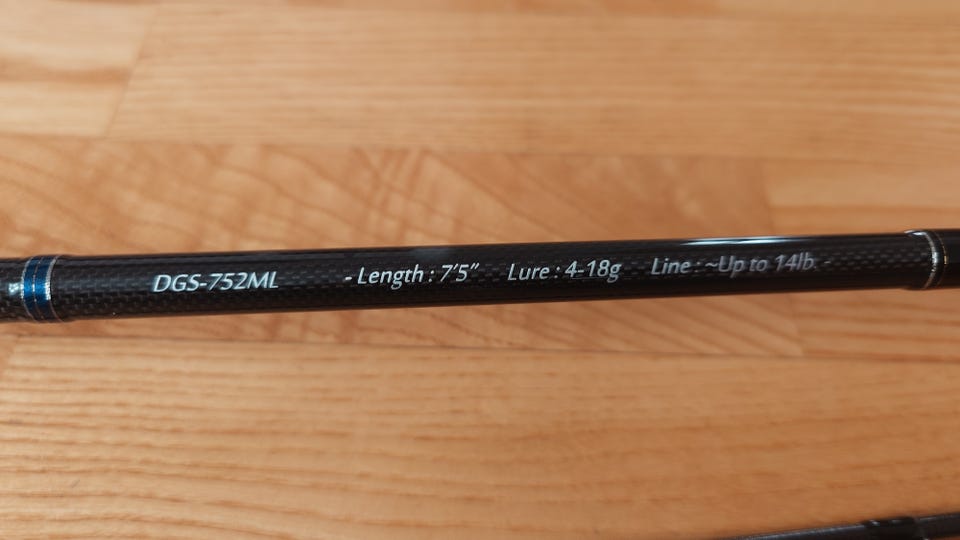 DGS-752ML - Length : 7'5" Lure : 4-18g Line : ~Up to 14lb. -